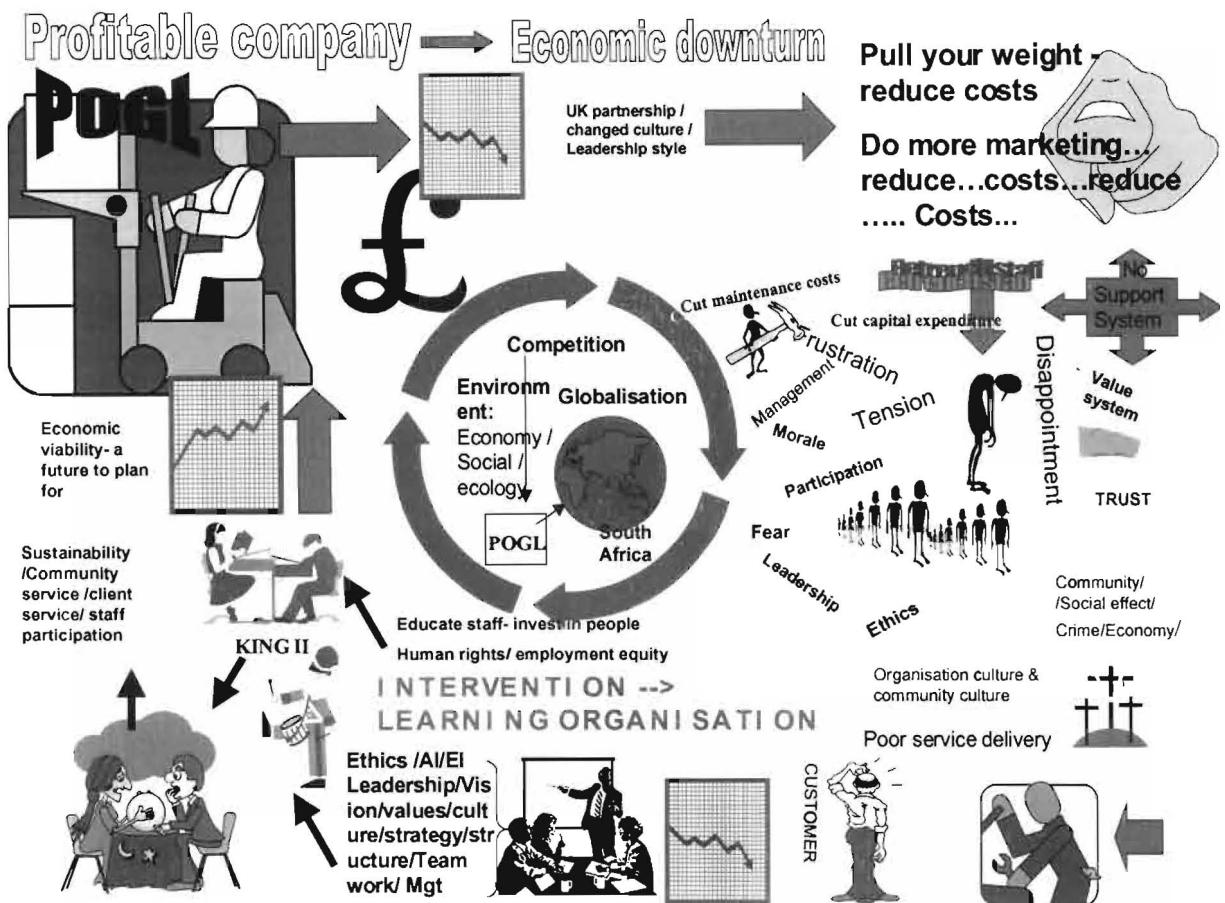 Profitable company
Economic downturn
POGL
UK partnership /
changed culture /
Leadership style
Pull your weight -
reduce costs
Do more marketing…
reduce…costs…reduce
….. Costs…
£
Retrench staff
No
Support
System
Cut maintenance costs
Cut capital expenditure
rustration
Management
Tension
Morale
Participation
Fear
Leadership
Ethics
Disappointment
Value
system
TRUST
Competition
Environm
ent:
Economy /
Social /
ecology
Globalisation
POGL
South
Africa
Economic
viability- a
future to plan
for
Sustainability
/Community
service /client
service/ staff
participation
KING II
Educate staff- invest in people
Human rights/ employment equity
INTERVENTION -->
LEARNING ORGANISATION
Ethics /AI/EI
Leadership/Vis
ion/values/cult
ure/strategy/str
ucture/Team
work/ Mgt
Community/
/Social effect/
Crime/Economy/
Organisation culture &
community culture
Poor service delivery
CUSTOMER